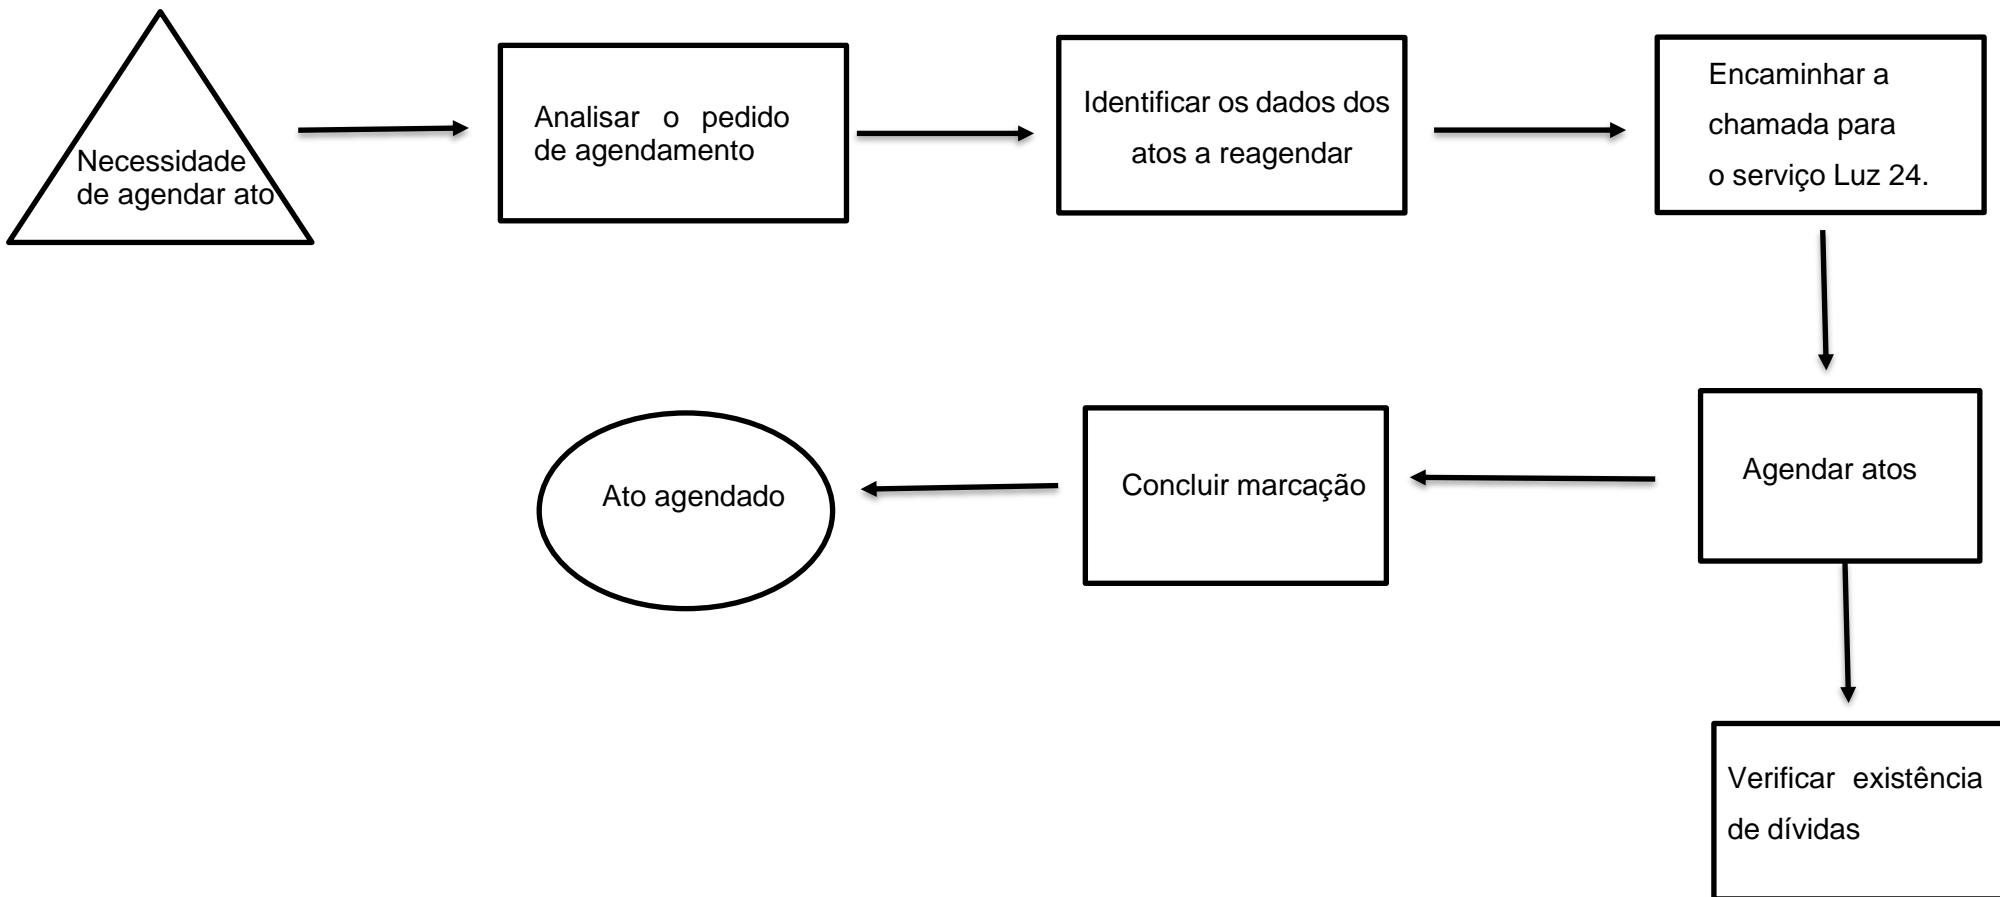 Necessidade
de agendar ato
Analisar o pedido
de agendamento
Identificar os dados dos
atos a reagendar
Encaminhar a
chamada para
o serviço Luz 24.
Agendar atos
Concluir marcação
Ato agendado
Verificar existência
de dívidas